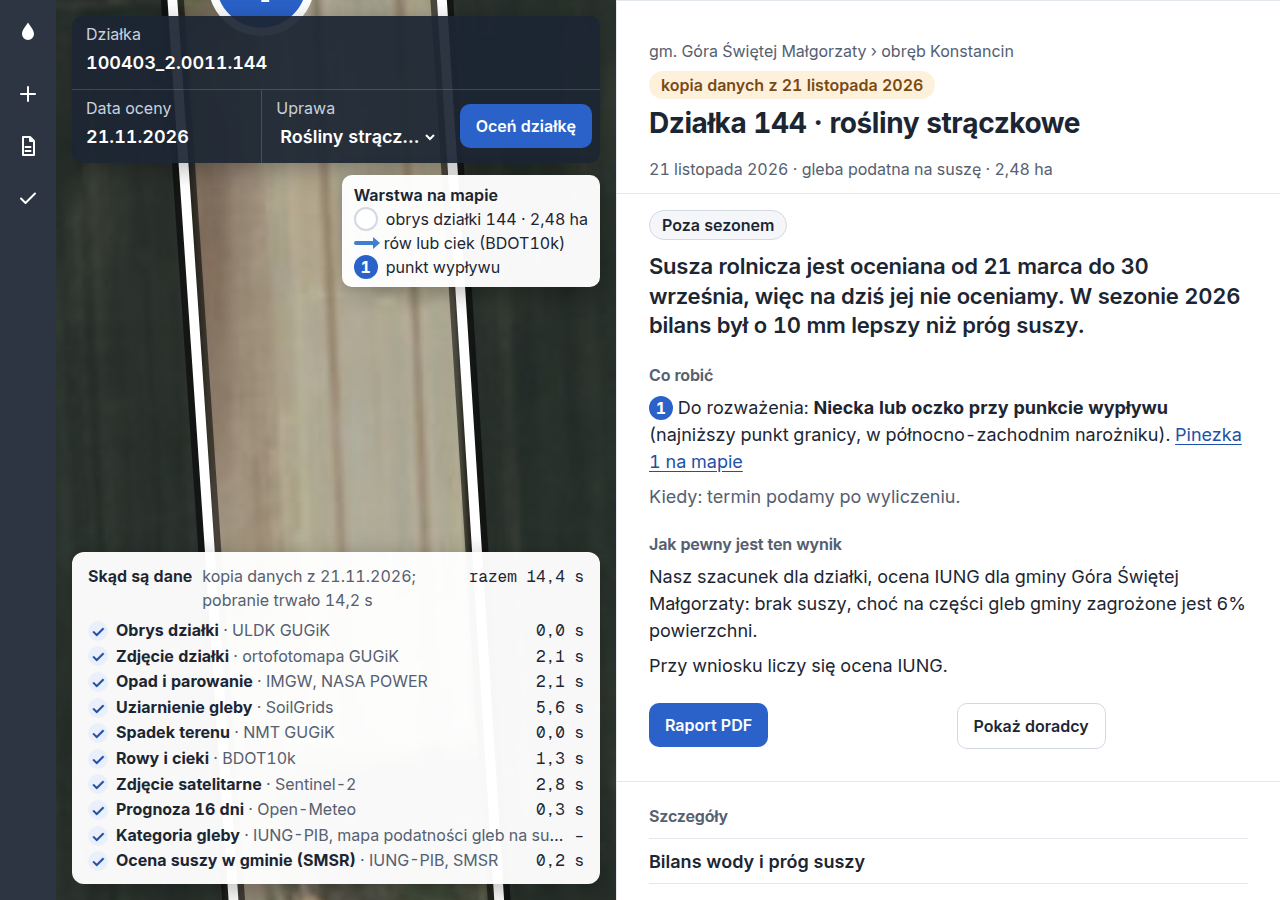 Działka
100403_2.0011.144
Data oceny
21.11.2026
Uprawa
Rośliny strącz...
Oceń działkę
Warstwa na mapie
obrys działki 144 · 2,48 ha
rów lub ciek (BDOT10k)
1 punkt wypływu
Skąd są dane kopia danych z 21.11.2026; razem 14,4 s
pobranie trwało 14,2 s
Obrys działki · ULDK GUGiK 0,0 s
Zdjęcie działki · ortofotomapa GUGiK 2,1 s
Opad i parowanie · IMGW, NASA POWER 2,1 s
Uziarnienie gleby · SoilGrids 5,6 s
Spadek terenu · NMT GUGiK 0,0 s
Rowy i cieki · BDOT10k 1,3 s
Zdjęcie satelitarne · Sentinel-2 2,8 s
Prognoza 16 dni · Open-Meteo 0,3 s
Kategoria gleby · IUNG-PIB, mapa podatności gleb na su... –
Ocena suszy w gminie (SMSR) · IUNG-PIB, SMSR 0,2 s
gm. Góra Świętej Małgorzaty › obręb Konstancin
kopia danych z 21 listopada 2026
Działka 144 · rośliny strączkowe
21 listopada 2026 · gleba podatna na suszę · 2,48 ha
Poza sezonem
Susza rolnicza jest oceniana od 21 marca do 30
września, więc na dziś jej nie oceniamy. W sezonie 2026
bilans był o 10 mm lepszy niż próg suszy.
Co robić
1 Do rozważenia: Niecka lub oczko przy punkcie wypływu
(najniższy punkt granicy, w północno-zachodnim narożniku). Pinezka
1 na mapie
Kiedy: termin podamy po wyliczeniu.
Jak pewny jest ten wynik
Nasz szacunek dla działki, ocena IUNG dla gminy Góra Świętej
Małgorzaty: brak suszy, choć na części gleb gminy zagrożone jest 6%
powierzchni.
Przy wniosku liczy się ocena IUNG.
Raport PDF
Pokaż doradcy
Szczegóły
Bilans wody i próg suszy